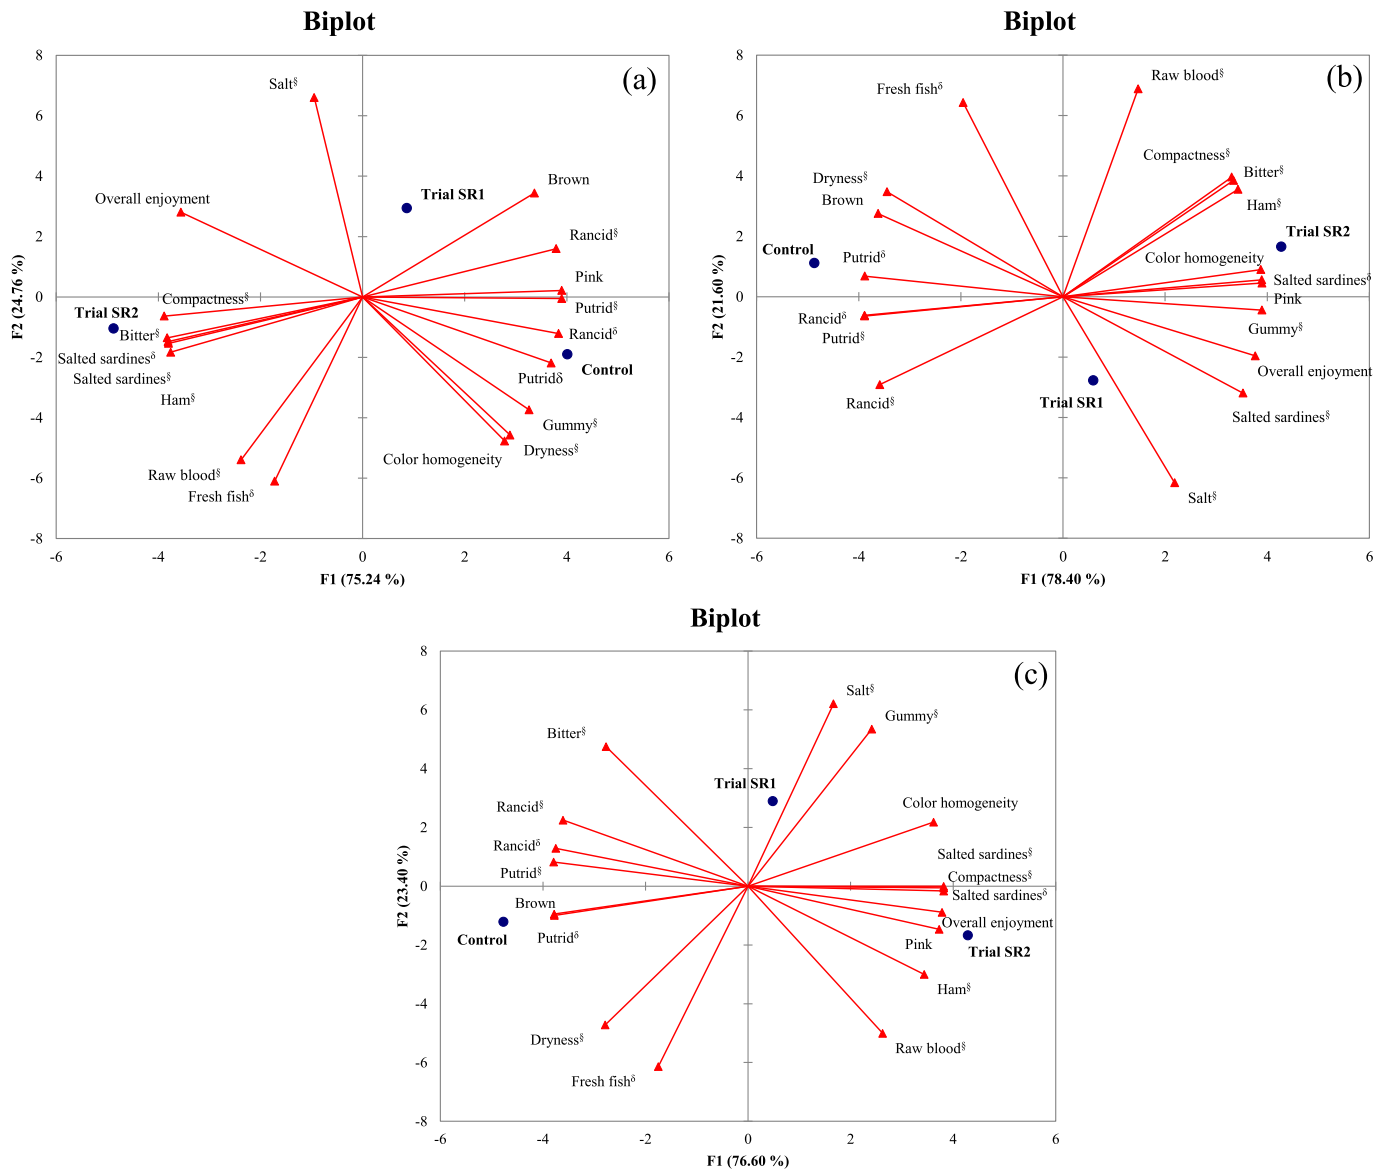 Biplot
(a)
8
6
4
2
0
-2
-4
-6
-8
-6
-4
-2
0
2
4
6
F2 (24.76 %)
F1 (75.24 %)
Salt§
Overall enjoyment
Trial SR1
Brown
Rancid§
Pink
Putrid§
Rancidδ
Control
Putridδ
Gummy§
Dryness§
Color homogeneity
Compactness§
Trial SR2
Bitter§
Salted sardinesδ
Salted sardines§
Ham§
Raw blood§
Fresh fishδ
Biplot
(b)
8
6
4
2
0
-2
-4
-6
-8
-6
-4
-2
0
2
4
6
F2 (21.60 %)
F1 (78.40 %)
Raw blood§
Fresh fishδ
Compactness§
Bitter§
Dryness§
Brown
Ham§
Trial SR2
Control
Putridδ
Color homogeneity
Salted sardinesδ
Pink
Rancidδ
Putrid§
Gummy§
Overall enjoyment
Rancid§
Trial SR1
Salted sardines§
Salt§
Biplot
(c)
8
6
4
2
0
-2
-4
-6
-8
-6
-4
-2
0
2
4
6
F2 (23.40 %)
F1 (76.60 %)
Salt§
Gummy§
Bitter§
Trial SR1
Rancid§
Color homogeneity
Rancidδ
Salted sardines§
Putrid§
Compactness§
Salted sardinesδ
Brown
Overall enjoyment
Control
Putridδ
Pink
Trial SR2
Ham§
Dryness§
Raw blood§
Fresh fishδ